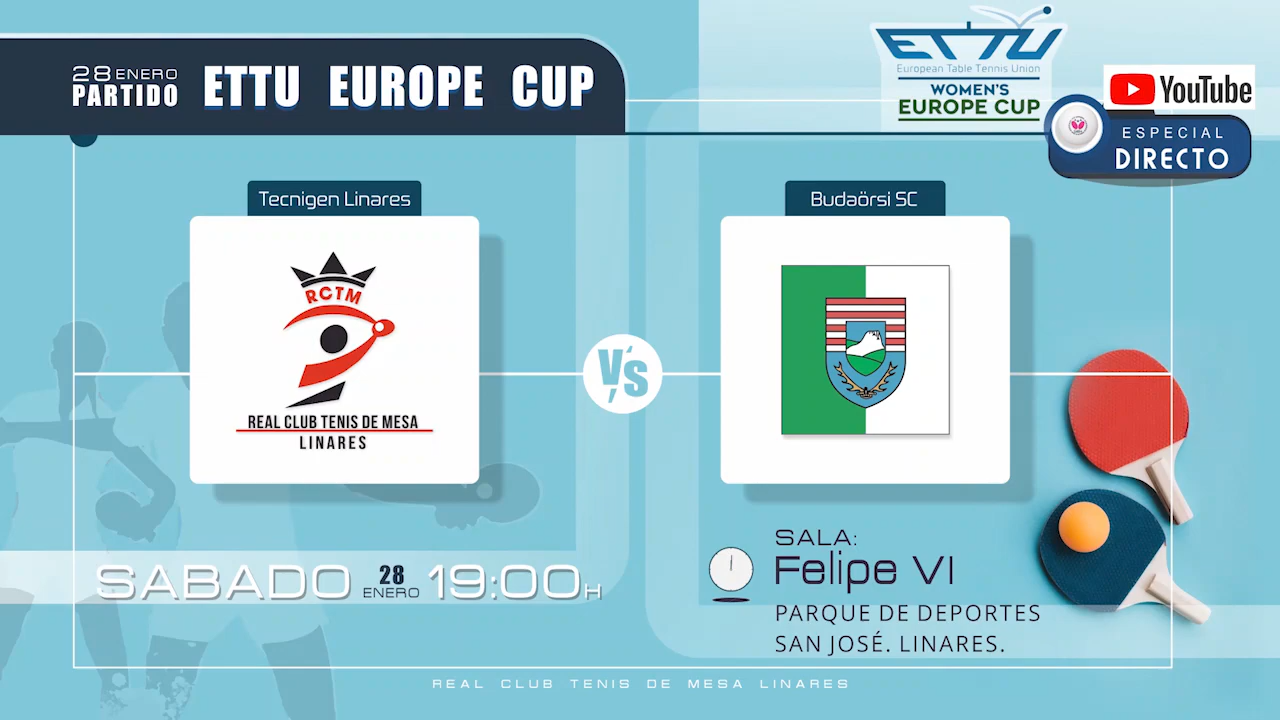 28 ENERO
PARTIDO
ETTU EUROPE CUP
ETTU
European Table Tennis Union
WOMEN'S
EUROPE CUP
YouTube
ESPECIAL
DIRECTO
Tecnigen Linares
Budaörsi SC
RCTM
REAL CLUB TENIS DE MESA
LINARES
V's
SABADO 28 ENERO 19:00H
SALA:
Felipe VI
PARQUE DE DEPORTES
SAN JOSÉ. LINARES.
REAL CLUB TENIS DE MESA LINARES